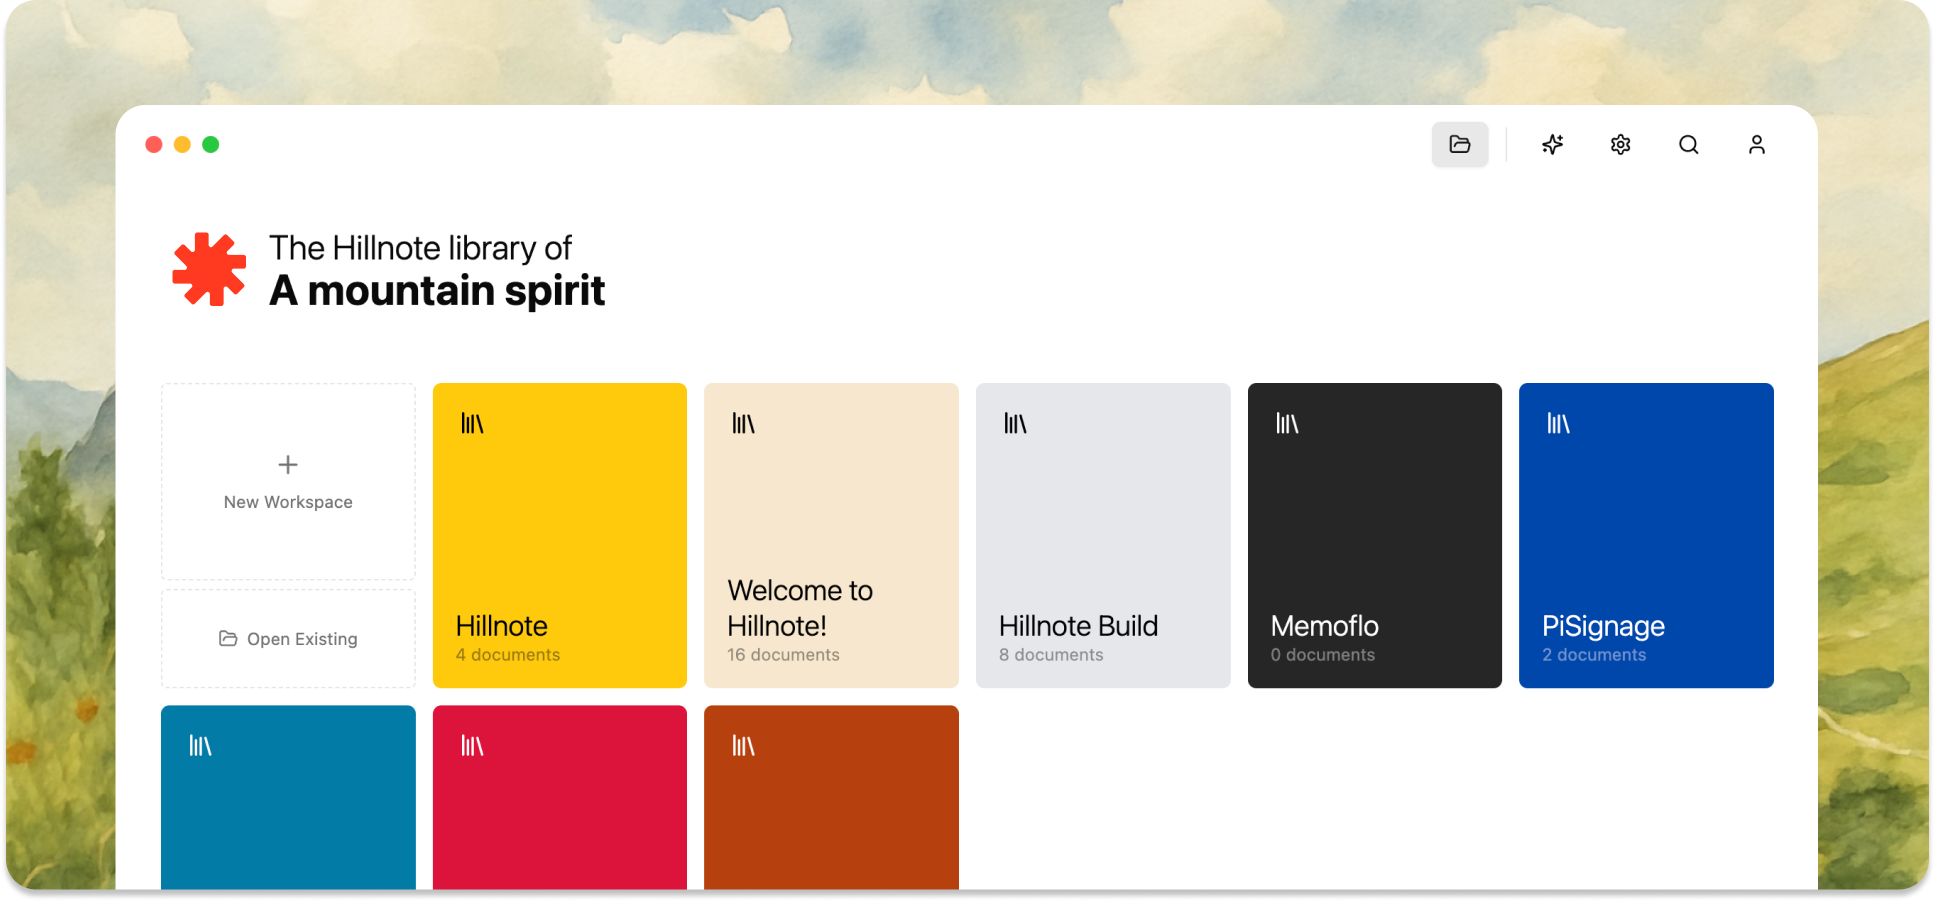 The Hillnote library of
A mountain spirit
New Workspace
Open Existing
Hillnote
4 documents
Welcome to
Hillnote!
16 documents
Hillnote Build
8 documents
Memoflo
0 documents
PiSignage
2 documents